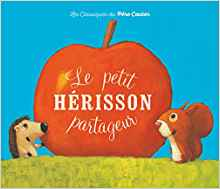 Les Classiques du Père Castor
Le petit
HÉRISSON
partageur